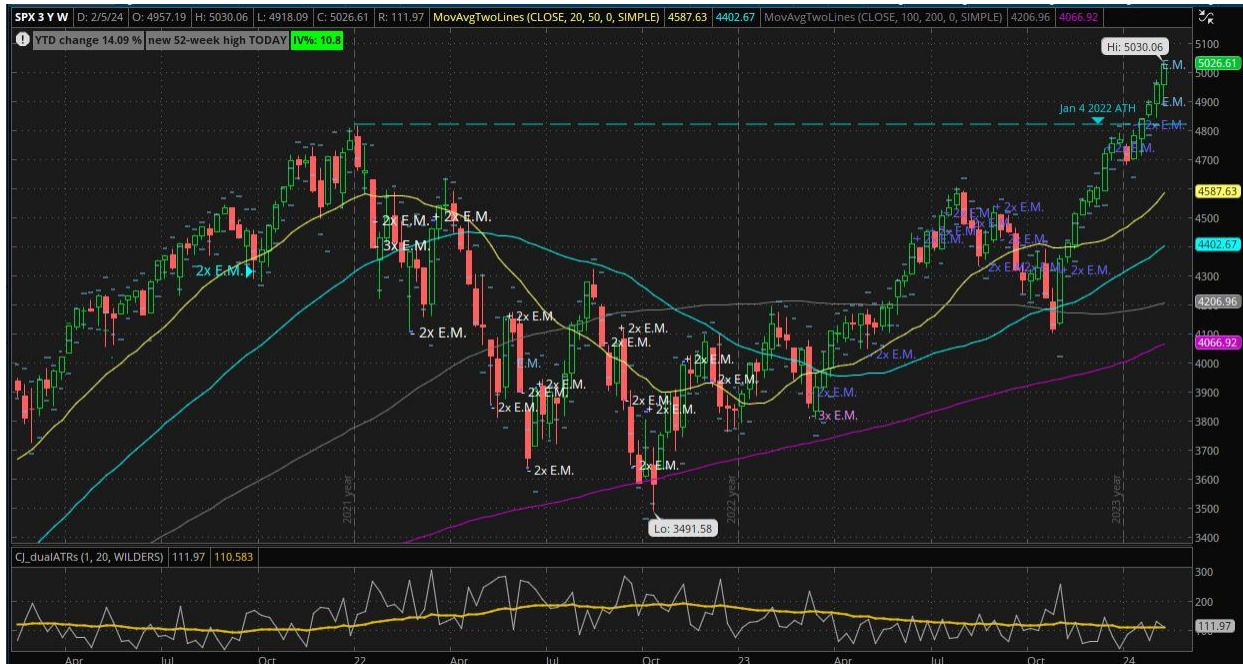 SPX 3 Y W D: 2/5/24 O: 4957.19 H: 5030.06 L: 4918.09 C: 5026.61 R: 111.97 MovAvgTwoLines (CLOSE, 20, 50, 0, SIMPLE) 4587.63 4402.67 MovAvgTwoLines (CLOSE, 100, 200, 0, SIMPLE) 4206.96 4066.92
YTD change 14.09 % new 52-week high TODAY IV%: 10.8
Hi: 5030.06
5100
E.M. 5026.61
5000
E.M. 4900
Jan 4 2022 ATH
2x E.M.
4800
2x E.M.
4700
4587.63
2x E.M. 2x E.M. 2x E.M. 2x E.M. 4500
3x E.M. 2x E.M. 4402.67
2x E.M. 2x E.M. 2x E.M. 4300
4206.96
2x E.M. 2x E.M. 2x E.M. 4100
2x E.M. 4066.92
E.M. 2x E.M. 2x E.M. 4000
2x E.M. 2x E.M. 2x E.M. 2x E.M. 3900
2x E.M. 2x E.M. 2x E.M. 3x E.M. 3800
3700
2x E.M. 2x E.M. 3600
2021 year 2022 year 2023 year
3500
Lo: 3491.58
3400
CJ_dualATRs (1, 20, WILDERS) 111.97 110.583
300
200
111.97
Apr Jul Oct 22 Apr Jul Oct 23 Apr Jul Oct 24